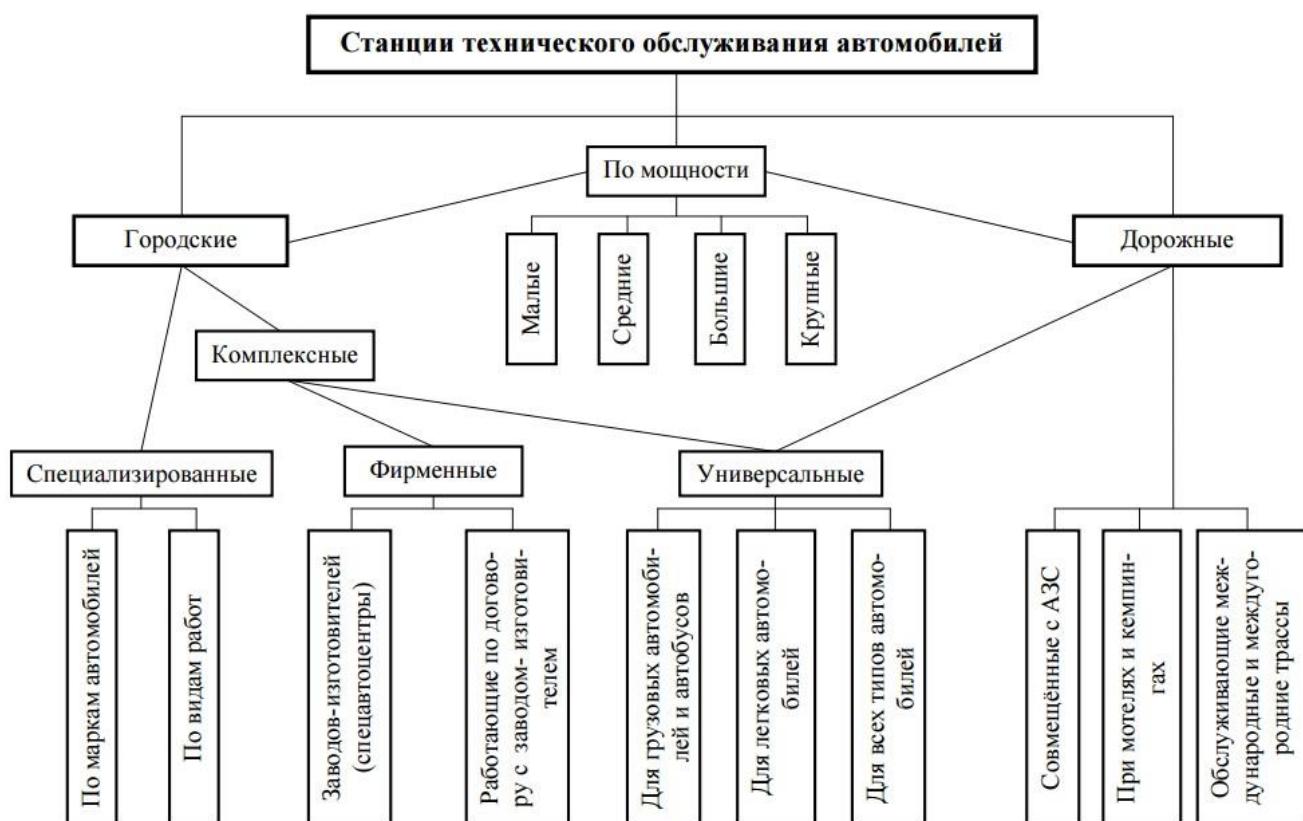 Станции технического обслуживания автомобилей
По мощности
Городские
Дорожные
Малые
Средние
Большие
Крупные
Комплексные
Специализированные
Фирменные
Универсальные
По маркам автомобилей
По видам работ
Заводов-изготовителей
(спецавтоцентры)
Работающие по догово-
ру с заводом- изготови-
телем
Для грузовых автомоби-
лей и автобусов
Для легковых автомо-
билей
Для всех типов автомо-
билей
Совмещённые с АЗС
При мотелях и кемпин-
гах
Обслуживающие меж-
дународные и междуго-
родние трассы